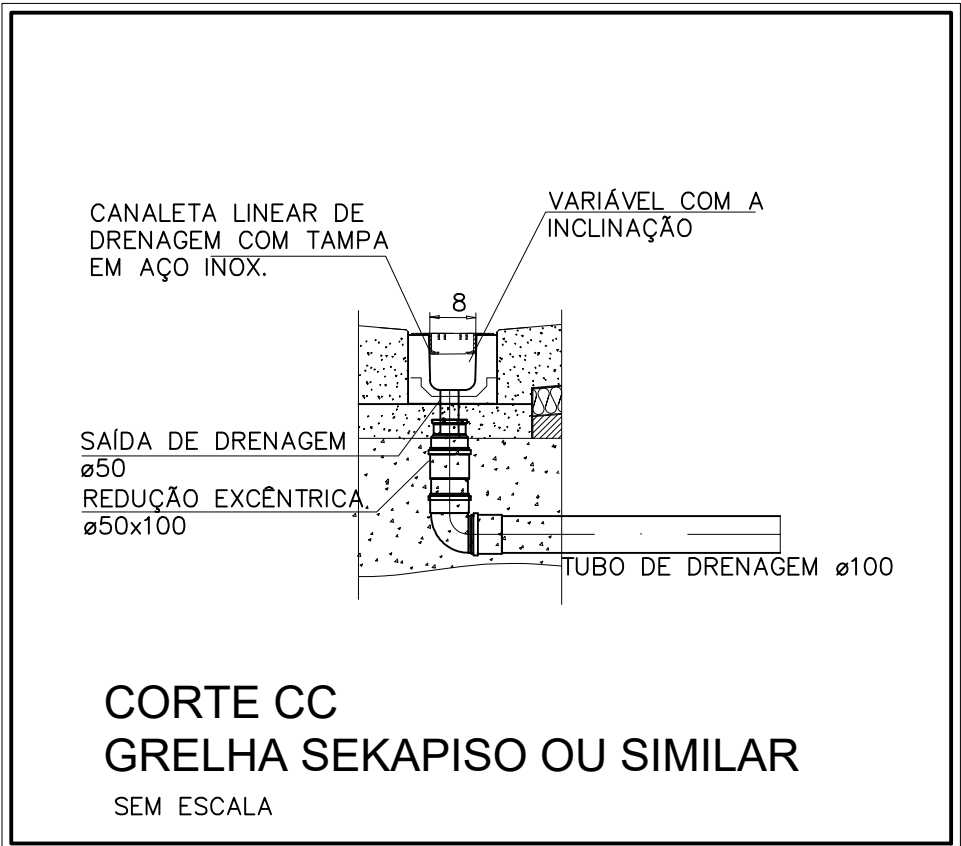 CANALETA LINEAR DE
DRENAGEM COM TAMPA
EM AÇO INOX.
VARIÁVEL COM A
INCLINAÇÃO
8
SAÍDA DE DRENAGEM
ø50
REDUÇÃO EXCÊNTRICA
ø50x100
TUBO DE DRENAGEM ø100
CORTE CC
GRELHA SEKAPISO OU SIMILAR
SEM ESCALA